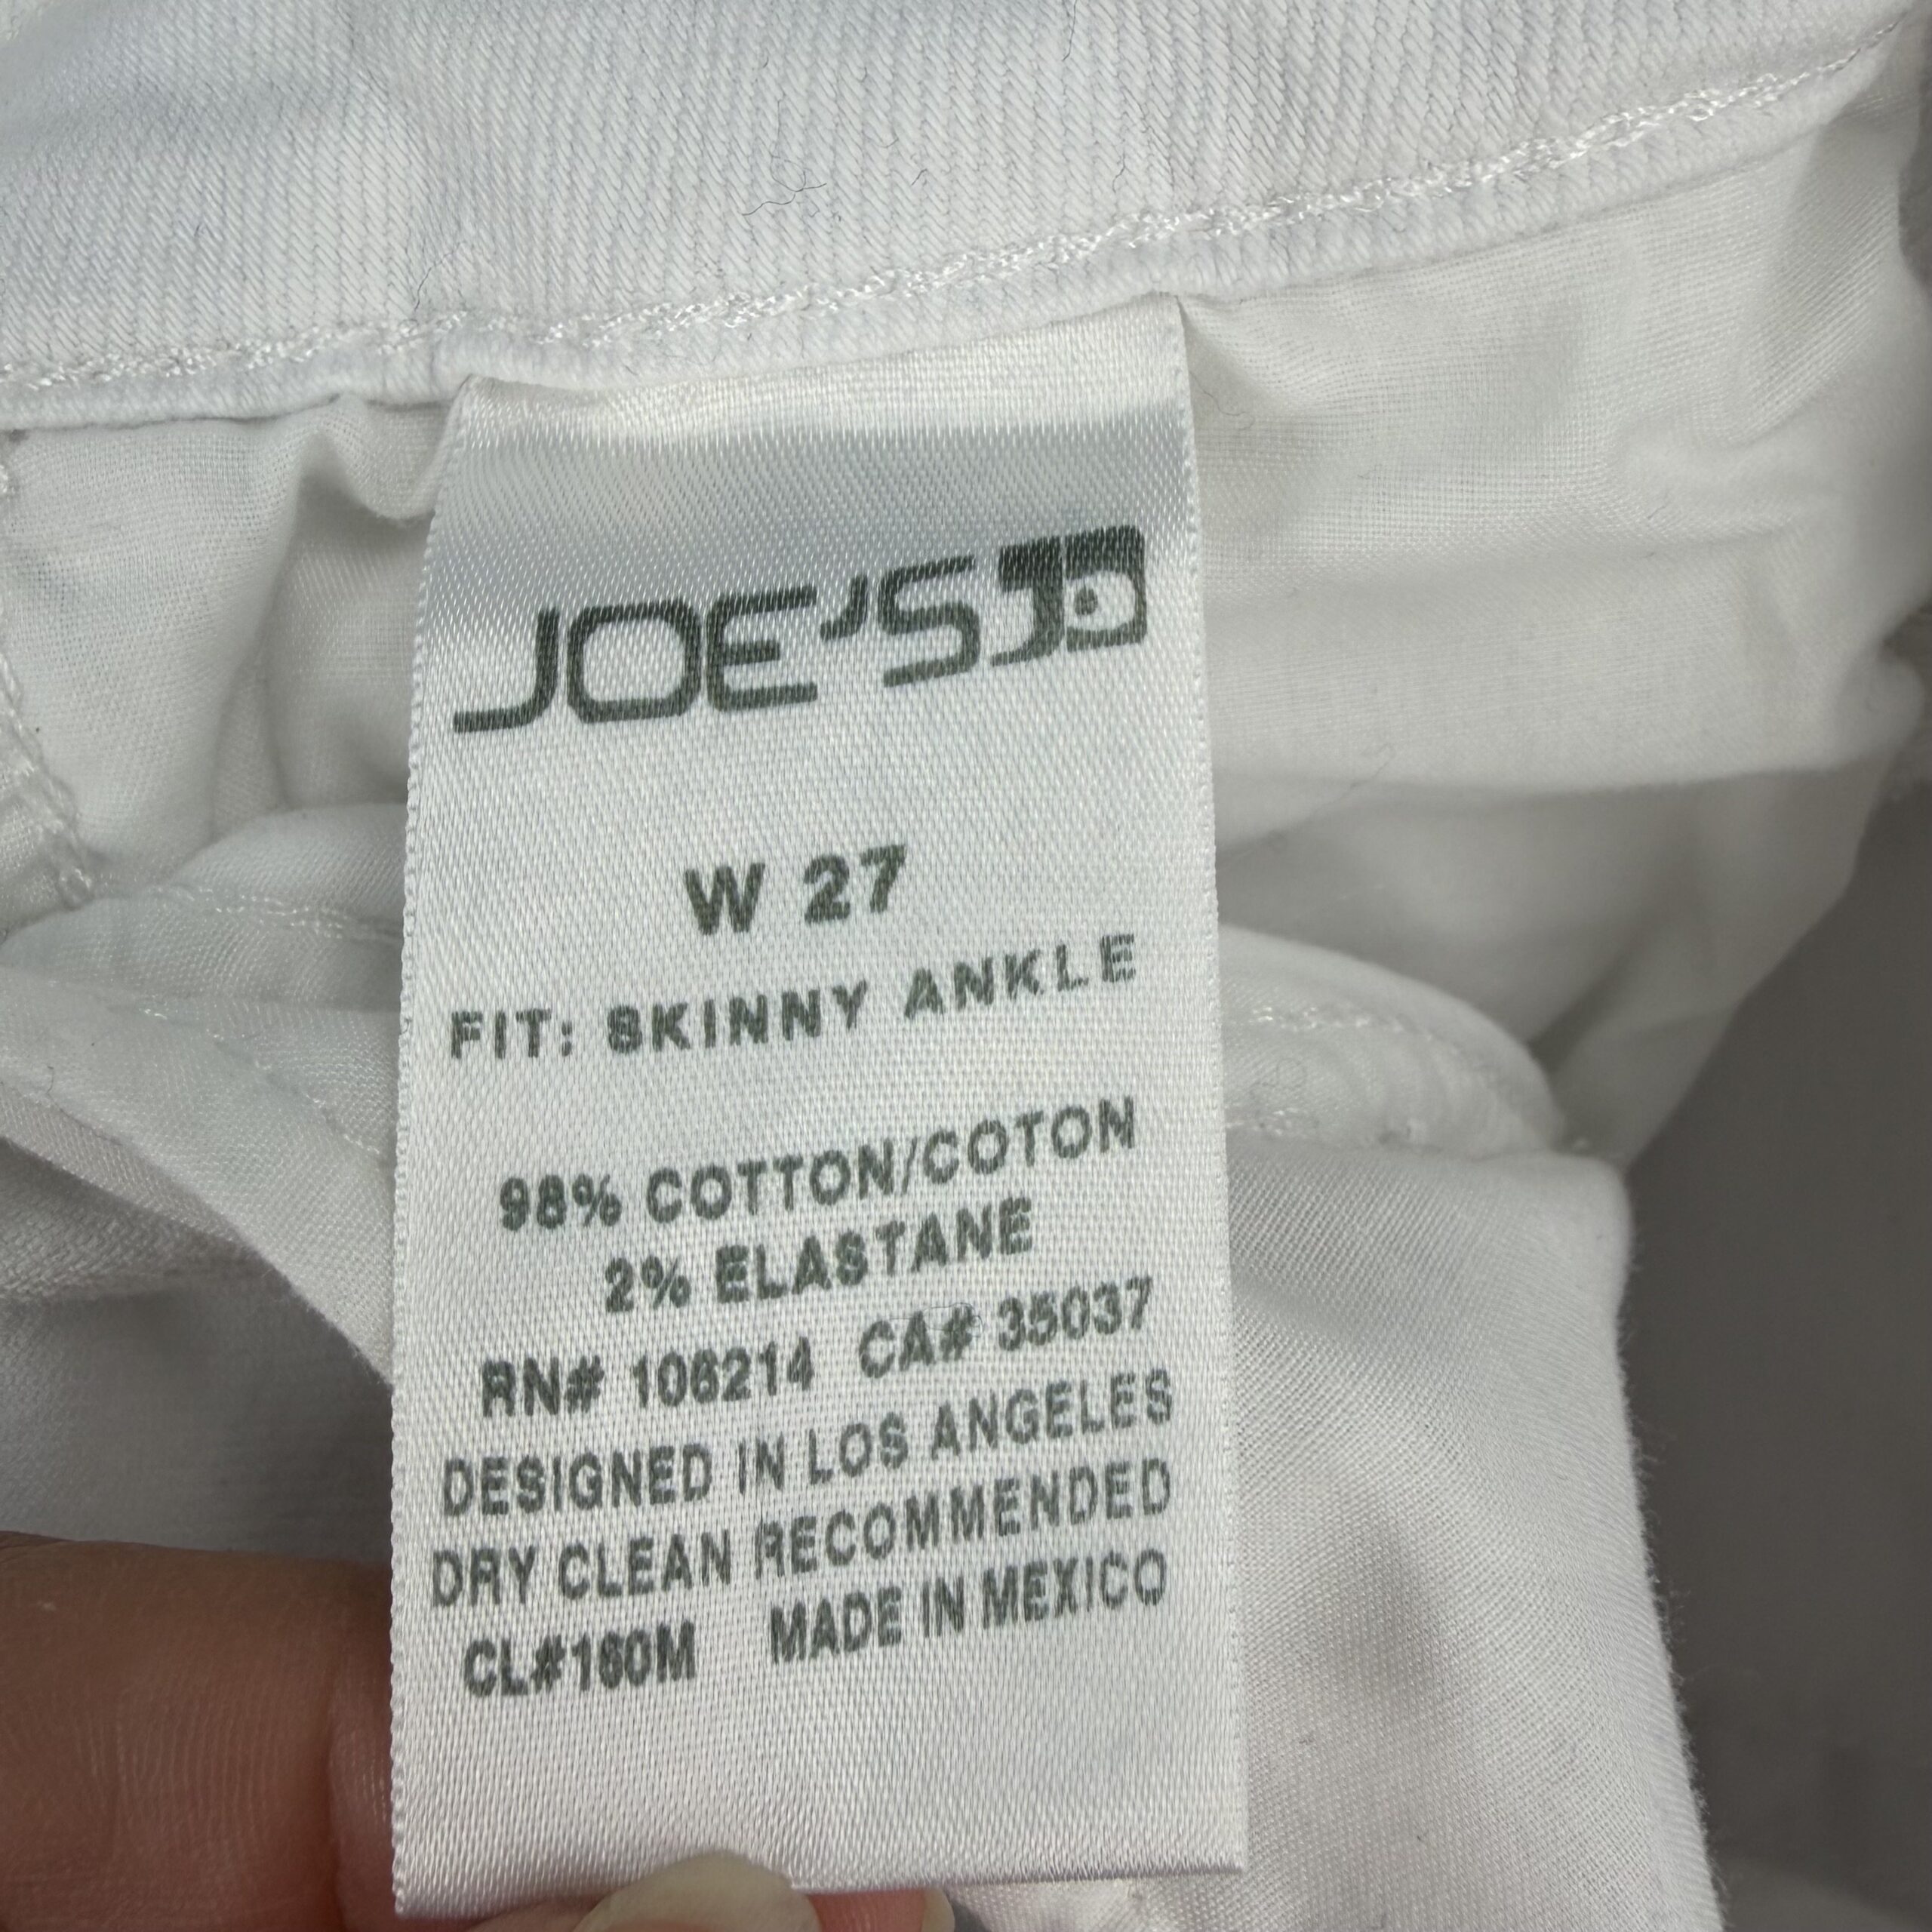 JOE'S
W 27
FIT: SKINNY ANKLE
98% COTTON/COTON
2% ELASTANE
RN# 106214 CA# 35037
DESIGNED IN LOS ANGELES
DRY CLEAN RECOMMENDED
CL#160M MADE IN MEXICO